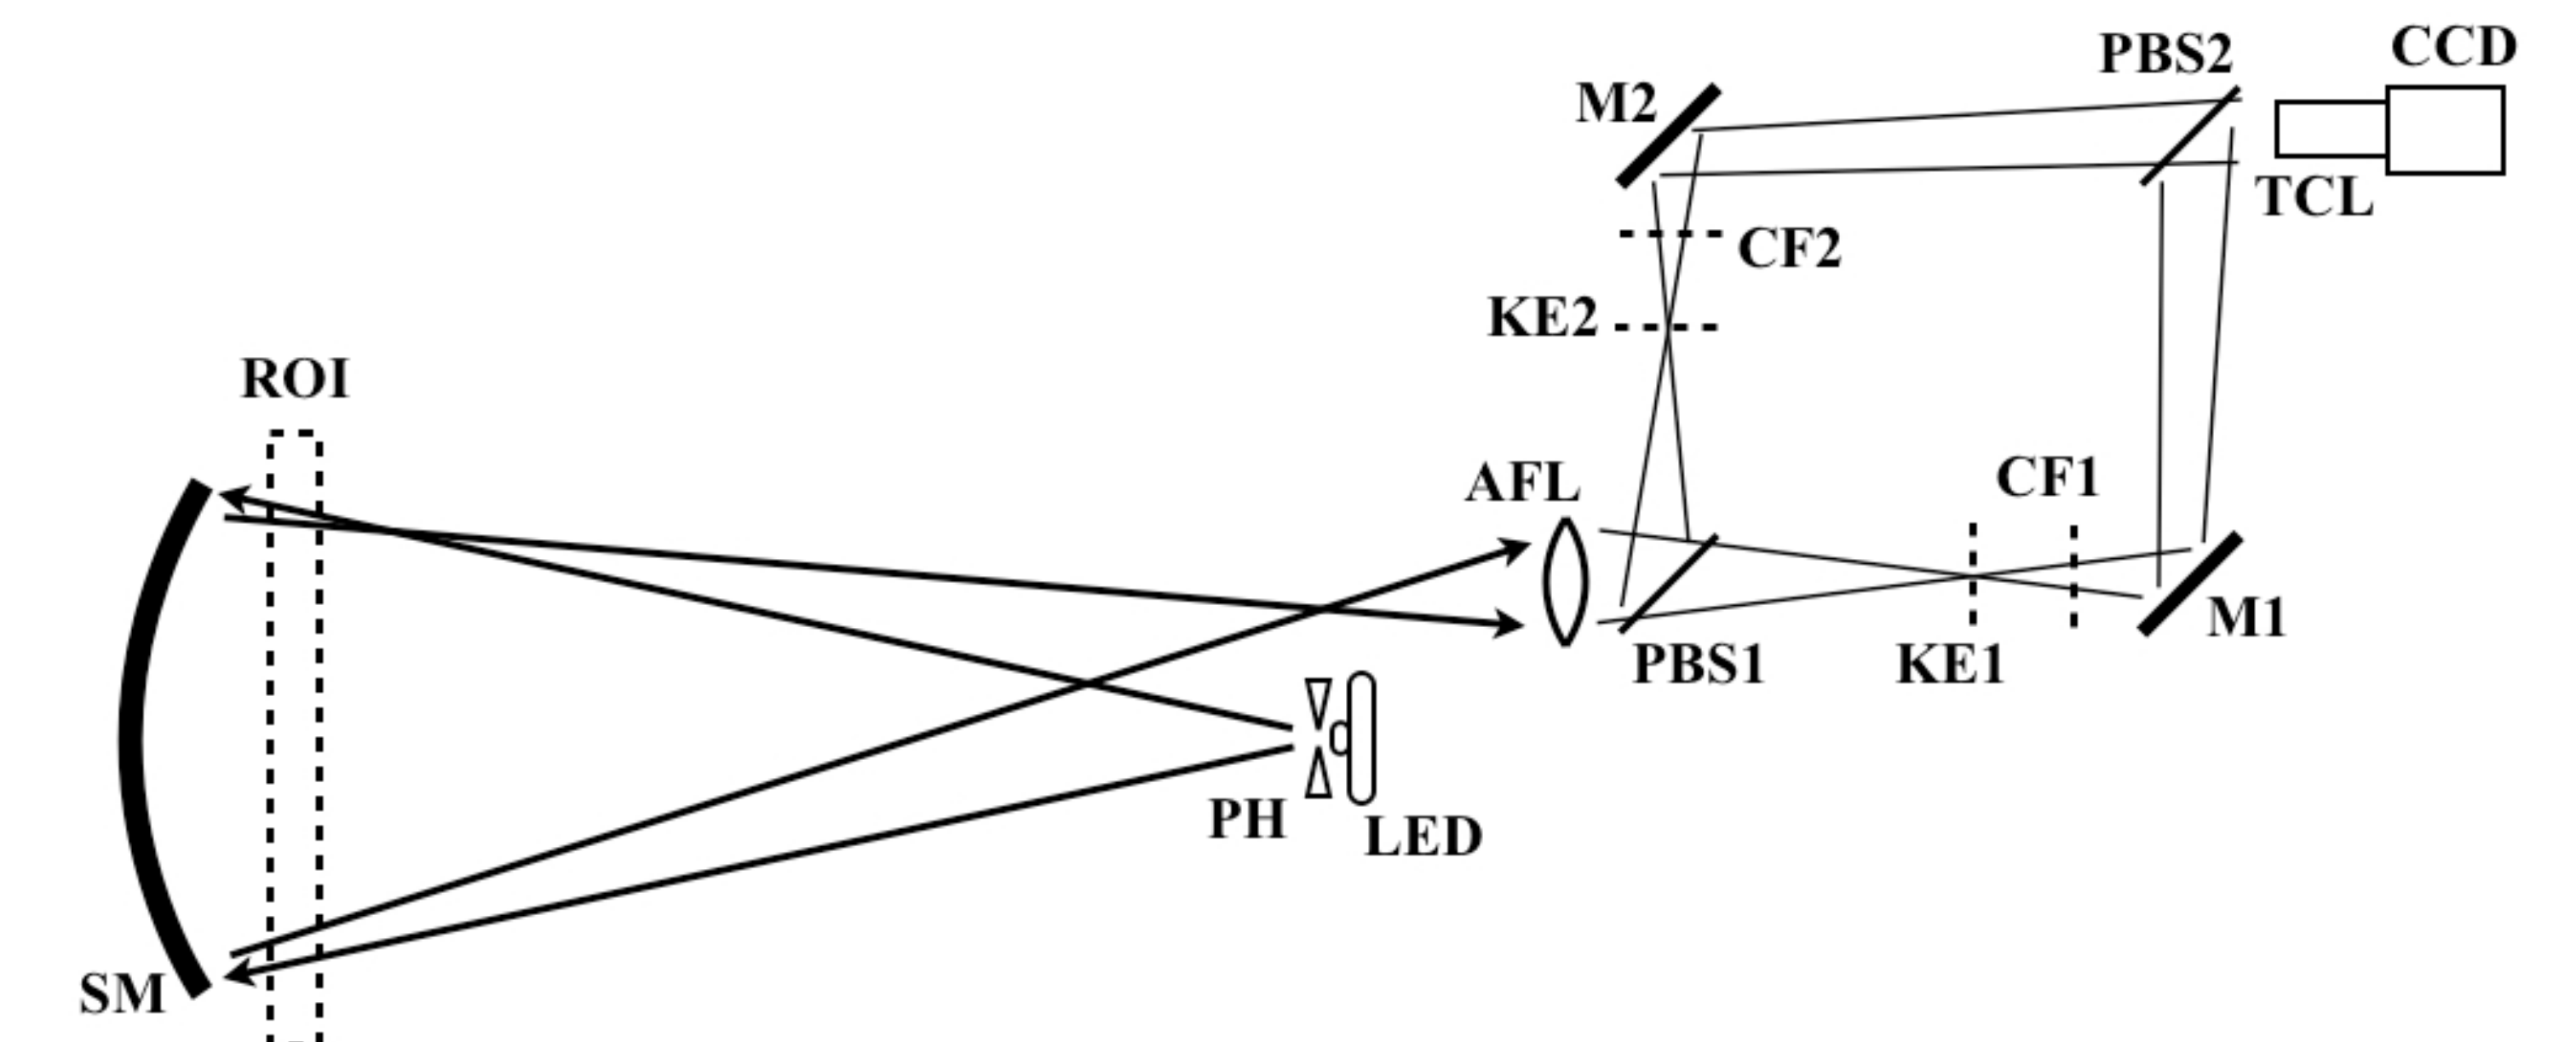 CCD
PBS2
M2
TCL
CF2
KE2
ROI
CF1
AFL
M1
PBS1
KE1
PH
LED
SM